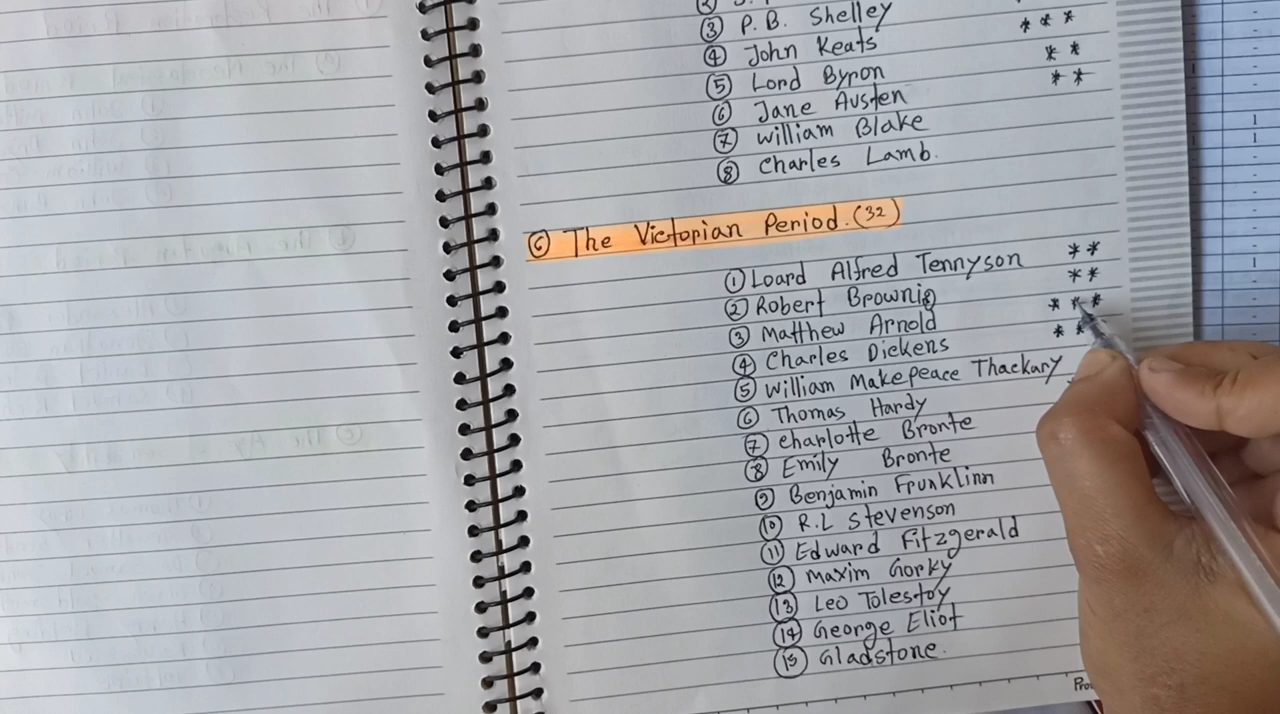 ③ P. B. Shelley ***
④ John Keats **
⑤ Lord Byron **
⑥ Jane Austen
⑦ William Blake
⑧ Charles Lamb.
⑥ The Victorian Period. (32)
① Loard Alfred Tennyson **
② Robert Brownig **
③ Matthew Arnold ***
④ Charles Dickens **
⑤ William Makepeace Thackary
⑥ Thomas Hardy
⑦ Charlotte Bronte
⑧ Emily Bronte
⑨ Benjamin Frunklinn
⑩ R.L Stevenson
⑪ Edward Fitzgerald
⑫ Maxim Gorky
⑬ Leo Tolestoy
⑭ George Eliot
⑮ Gladstone.